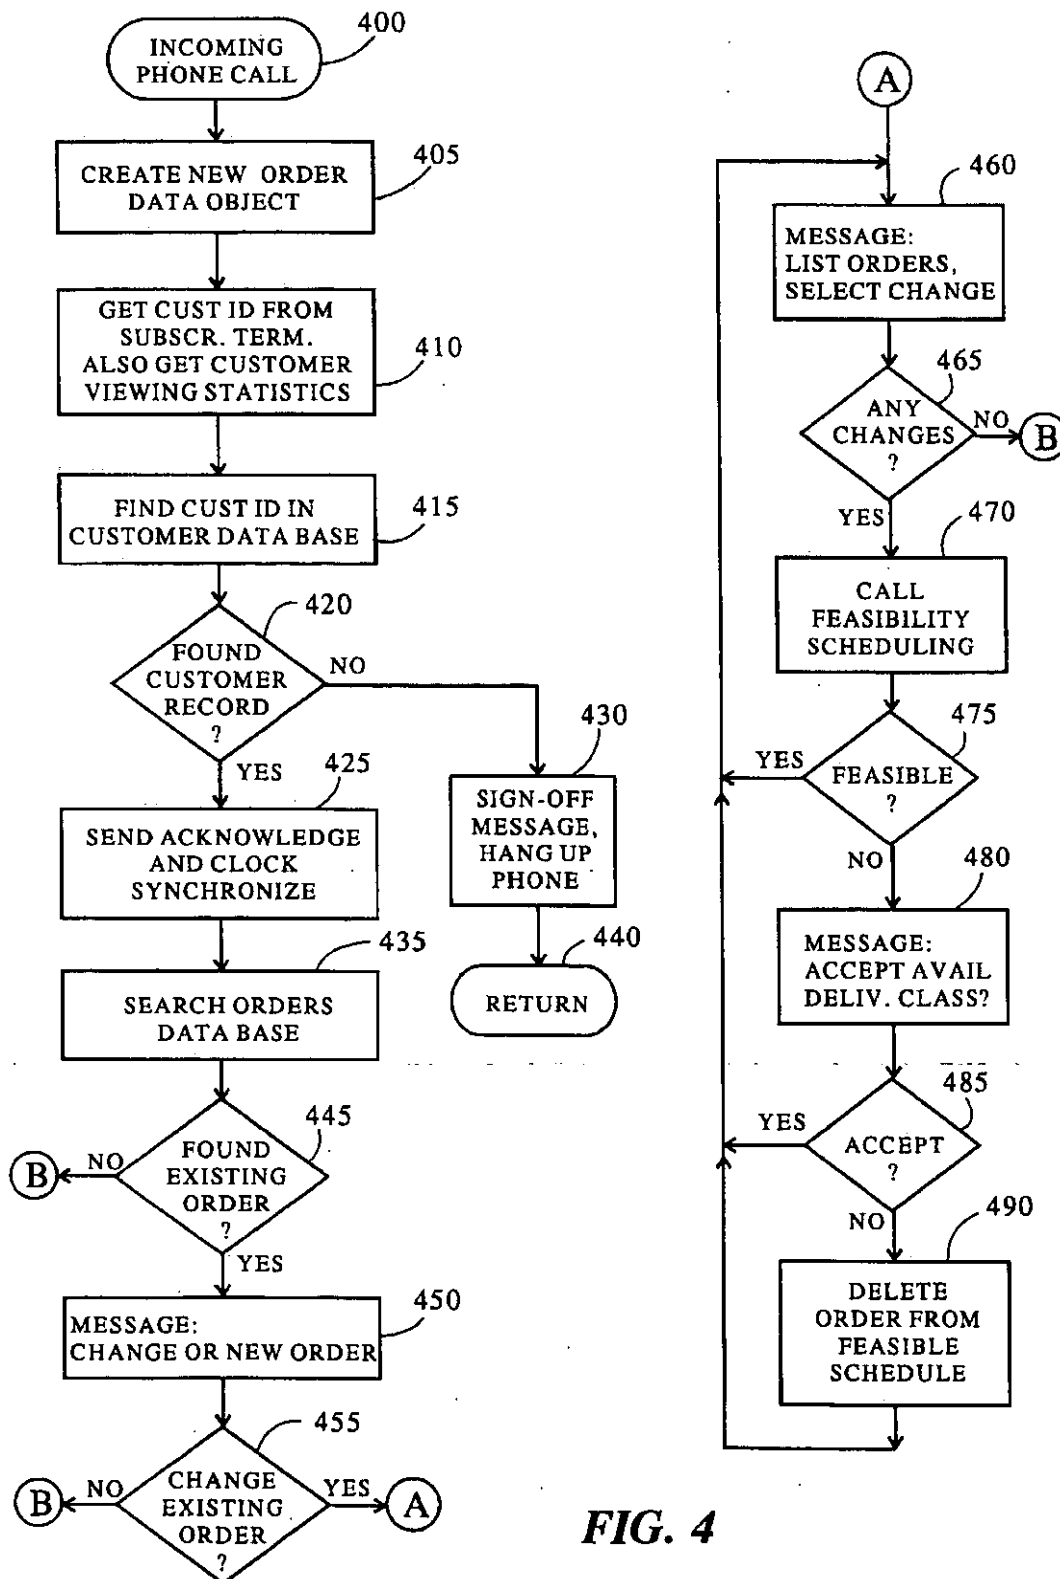 400
INCOMING
PHONE CALL
405
CREATE NEW ORDER
DATA OBJECT
GET CUST ID FROM
SUBSCR. TERM.
ALSO GET CUSTOMER
VIEWING STATISTICS
410
FIND CUST ID IN
CUSTOMER DATA BASE
415
420
FOUND
CUSTOMER
RECORD
?
NO
YES
425
SEND ACKNOWLEDGE
AND CLOCK
SYNCHRONIZE
430
SIGN-OFF
MESSAGE,
HANG UP
PHONE
440
RETURN
435
SEARCH ORDERS
DATA BASE
445
FOUND
EXISTING
ORDER
?
NO
B
YES
450
MESSAGE:
CHANGE OR NEW ORDER
455
CHANGE
EXISTING
ORDER
?
NO
B
YES
A
A
460
MESSAGE:
LIST ORDERS,
SELECT CHANGE
465
ANY
CHANGES
?
NO
B
YES
470
CALL
FEASIBILITY
SCHEDULING
475
FEASIBLE
?
YES
NO
480
MESSAGE:
ACCEPT AVAIL
DELIV. CLASS?
485
ACCEPT
?
YES
NO
490
DELETE
ORDER FROM
FEASIBLE
SCHEDULE
FIG. 4